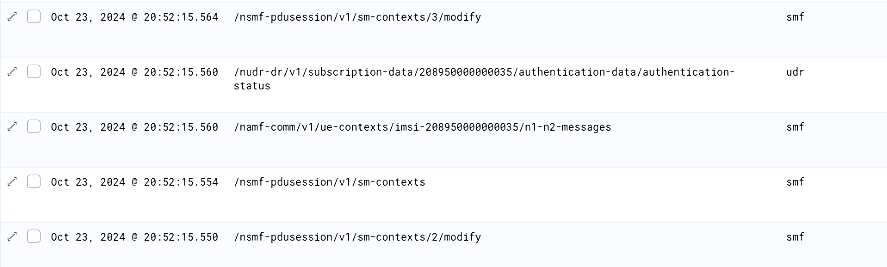 Oct 23, 2024 @ 20:52:15.564 /nsmf-pdusession/v1/sm-contexts/3/modify smf
Oct 23, 2024 @ 20:52:15.560 /nudr-dr/v1/subscription-data/208950000000035/authentication-data/authentication- udr
status
Oct 23, 2024 @ 20:52:15.560 /namf-comm/v1/ue-contexts/imsi-208950000000035/n1-n2-messages smf
Oct 23, 2024 @ 20:52:15.554 /nsmf-pdusession/v1/sm-contexts smf
Oct 23, 2024 @ 20:52:15.550 /nsmf-pdusession/v1/sm-contexts/2/modify smf